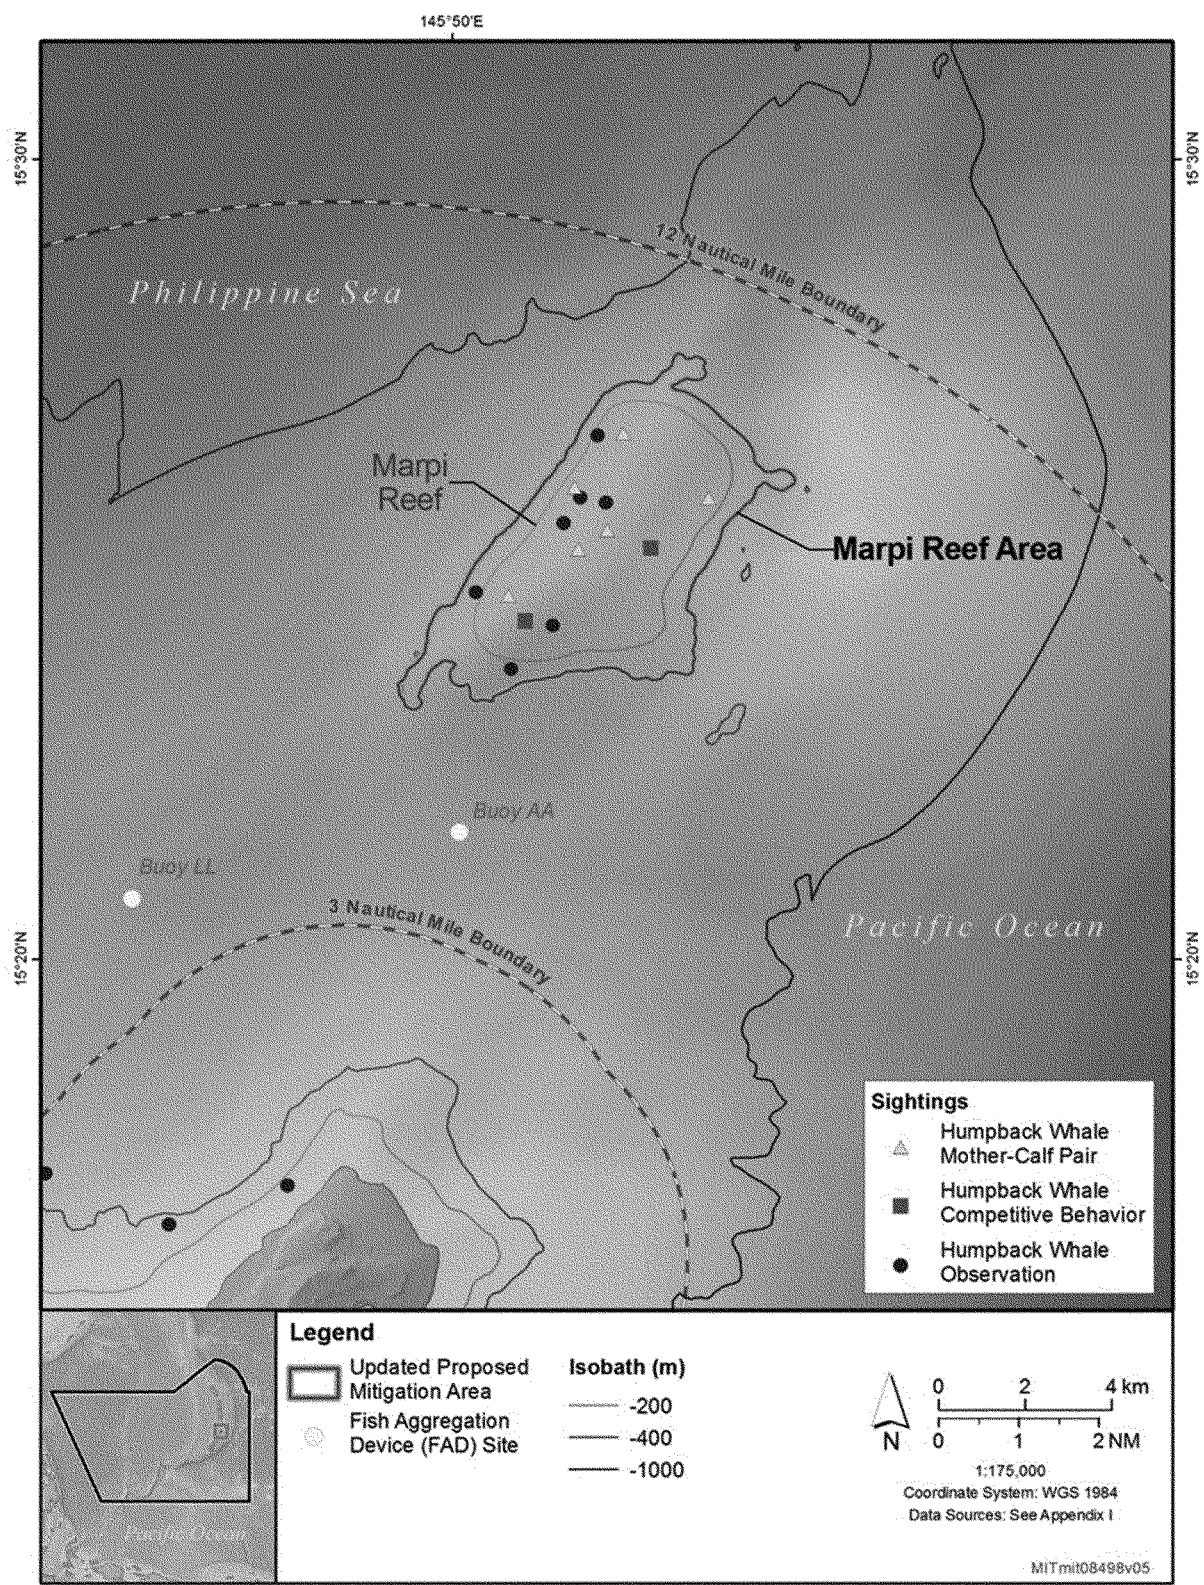 145°50'E
15°30'N
15°30'N
12 Nautical Mile Boundary
Philippine Sea
Marpi
Reef
Marpi Reef Area
Buoy AA
Buoy LL
3 Nautical Mile Boundary
Pacific Ocean
15°20'N
15°20'N
Sightings
Humpback Whale
Mother-Calf Pair
Humpback Whale
Competitive Behavior
Humpback Whale
Observation
Pacific Ocean
Legend
Updated Proposed
Mitigation Area
Fish Aggregation
Device (FAD) Site
Isobath (m)
-200
-400
-1000
N
0 2 4 km
0 1 2 NM
1:175,000
Coordinate System: WGS 1984
Data Sources: See Appendix I
MITmit08498v05